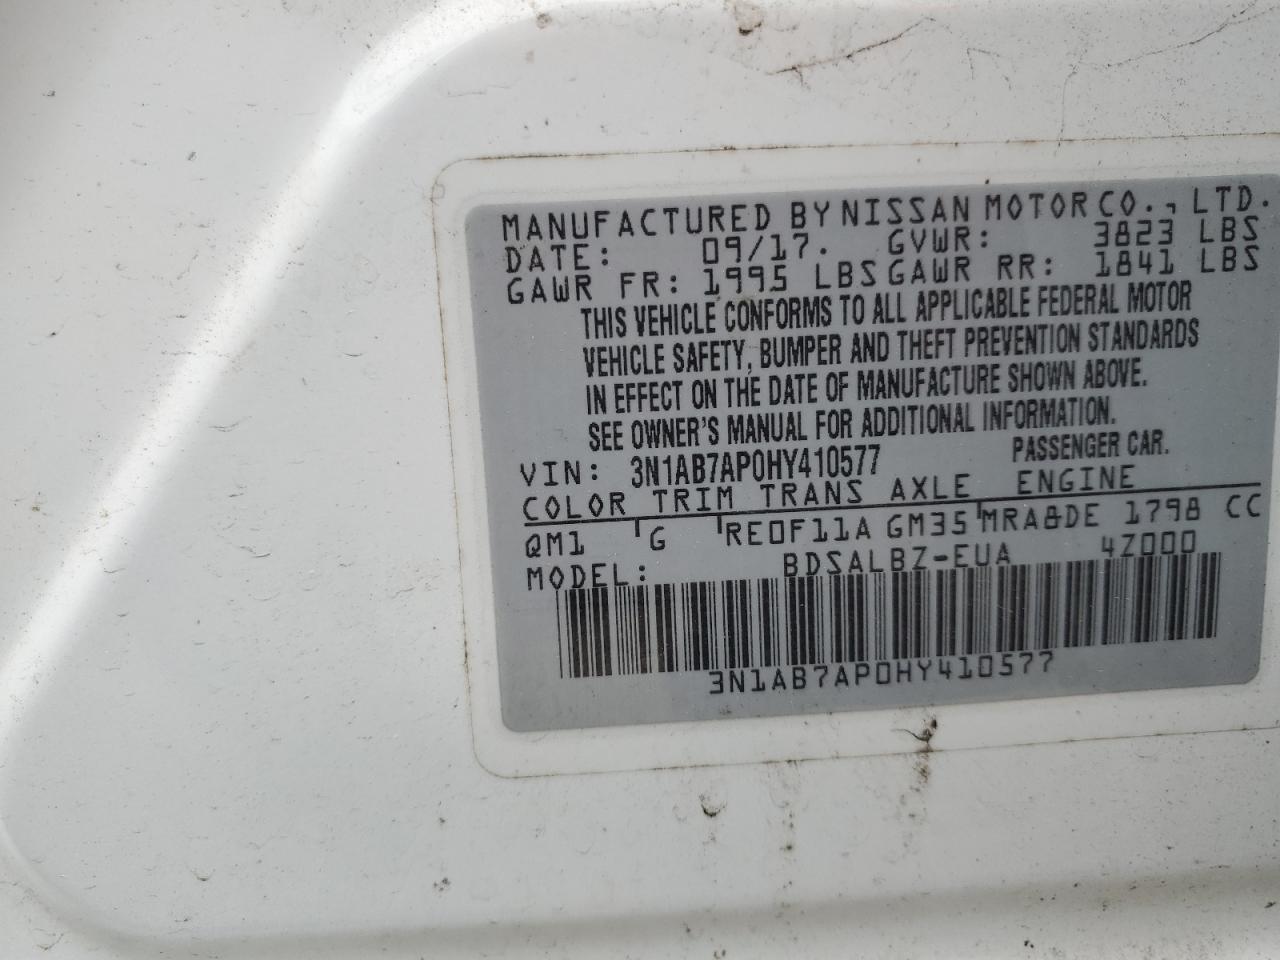 MANUFACTURED BY NISSAN MOTOR CO., LTD.
DATE: 09/17. GVWR: 3823 LBS
GAWR FR: 1995 LBS GAWR RR: 1841 LBS
THIS VEHICLE CONFORMS TO ALL APPLICABLE FEDERAL MOTOR
VEHICLE SAFETY, BUMPER AND THEFT PREVENTION STANDARDS
IN EFFECT ON THE DATE OF MANUFACTURE SHOWN ABOVE.
SEE OWNER'S MANUAL FOR ADDITIONAL INFORMATION.
VIN: 3N1AB7AP0HY410577 PASSENGER CAR.
COLOR TRIM TRANS AXLE ENGINE
QM1 G RE0F11A GM35 MRA8DE 1798 CC
MODEL: BDSALBZ-EUA 4Z000
3N1AB7AP0HY410577